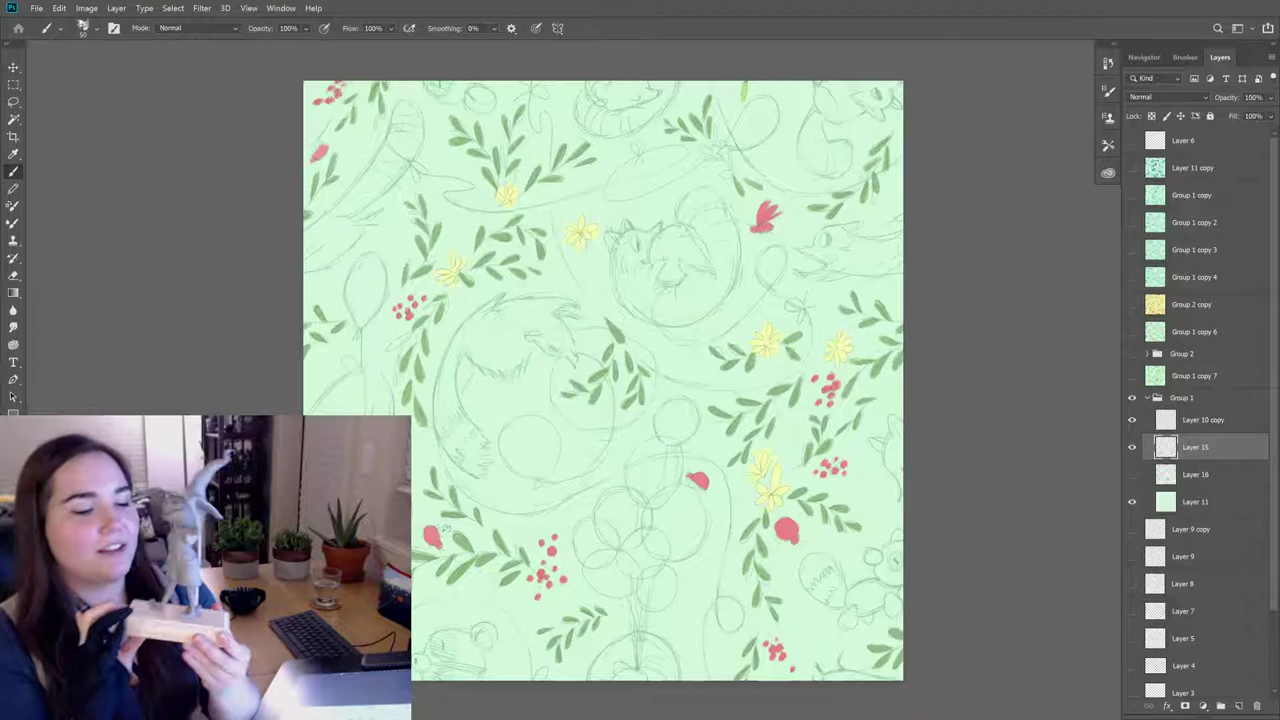 Ps File Edit Image Layer Type Select Filter 3D View Window Help
50 Mode: Normal Opacity: 100% Flow: 100% Smoothing: 0%
Navigator Brushes Layers
Kind
Normal Opacity: 100%
Lock: Fill: 100%
Layer 6
Layer 11 copy
Group 1 copy
Group 1 copy 2
Group 1 copy 3
Group 1 copy 4
Group 2 copy
Group 1 copy 6
Group 2
Group 1 copy 7
Group 1
Layer 10 copy
Layer 15
Layer 16
Layer 11
Layer 9 copy
Layer 9
Layer 8
Layer 7
Layer 5
Layer 4
Layer 3
fx